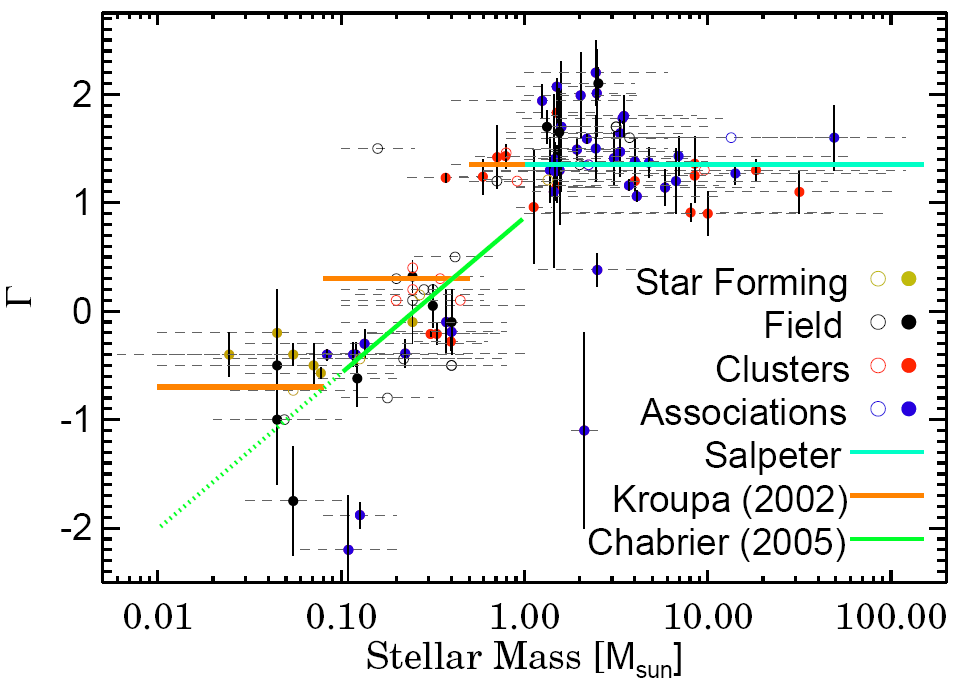 2
1
0
-1
-2
Γ
Star Forming
Field
Clusters
Associations
Salpeter
Kroupa (2002)
Chabrier (2005)
0.01 0.10 1.00 10.00 100.00
Stellar Mass [Msun]